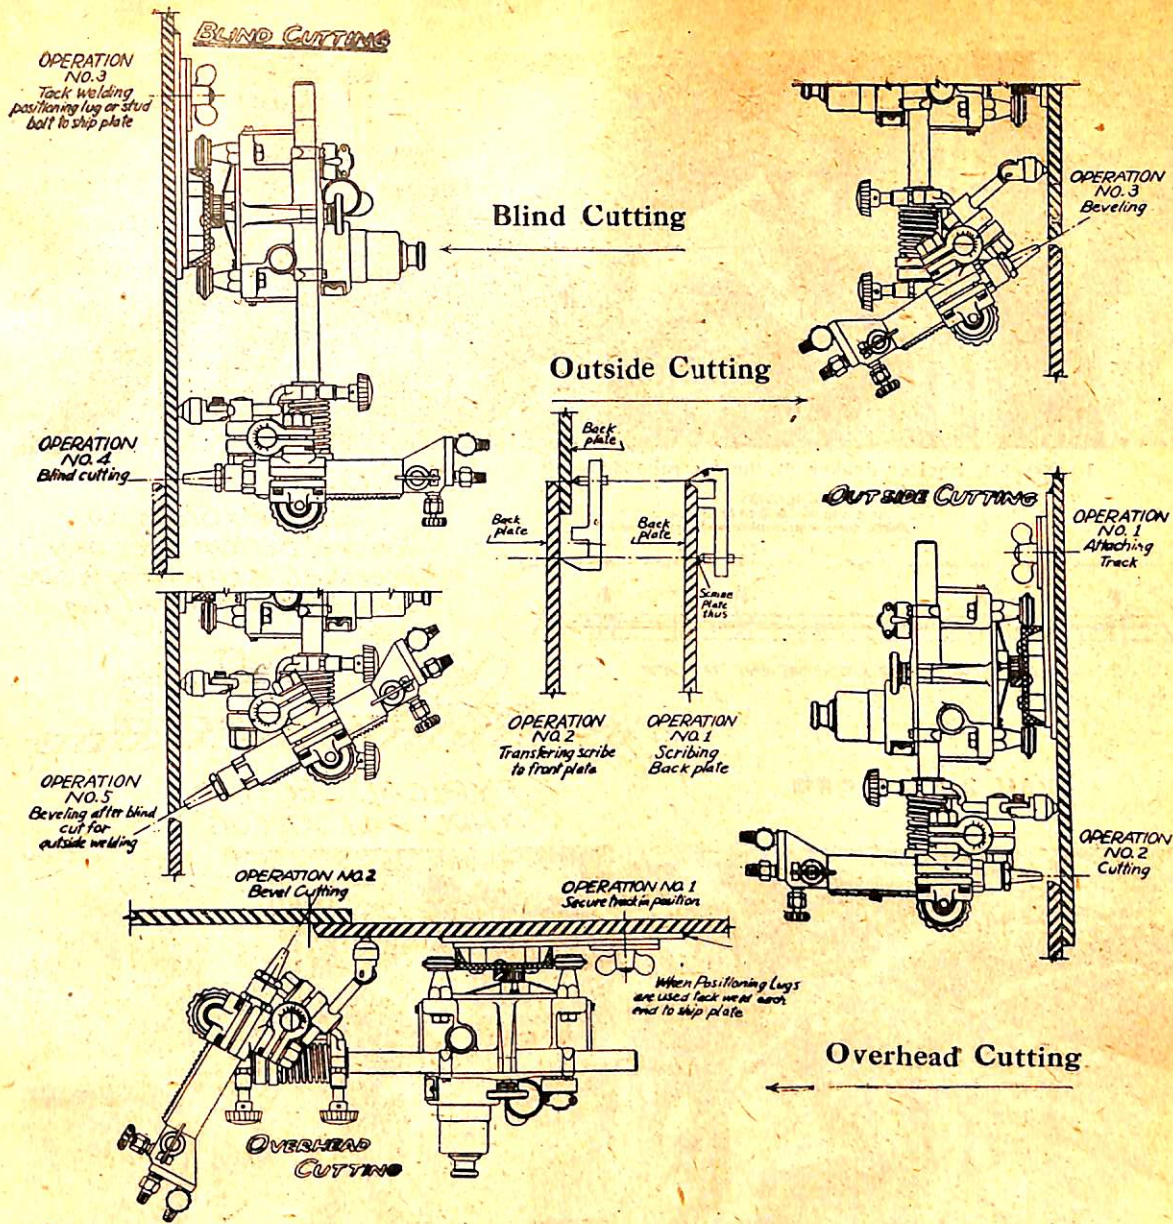 BLIND CUTTING
OPERATION
NO. 3
Tack welding
positioning lug or stud
bolt to ship plate
Blind Cutting
OPERATION
NO. 3
Beveling
Outside Cutting
OPERATION
NO. 4
Blind cutting
Back
plate
Back
plate
Back
plate
Scribe
Plate
thus
OUTSIDE CUTTING
OPERATION
NO. 1
Attaching
Track
OPERATION
NO. 2
Transfering scribe
to front plate
OPERATION
NO. 1
Scribing
Back plate
OPERATION
NO. 5
Beveling after blind
cut for
outside welding
OPERATION
NO. 2
Cutting
OPERATION NO. 2
Bevel Cutting
OPERATION NO. 1
Secure track in position
When Positioning Lugs
are used tack weld each
end to ship plate
Overhead Cutting
OVERHEAD
CUTTING